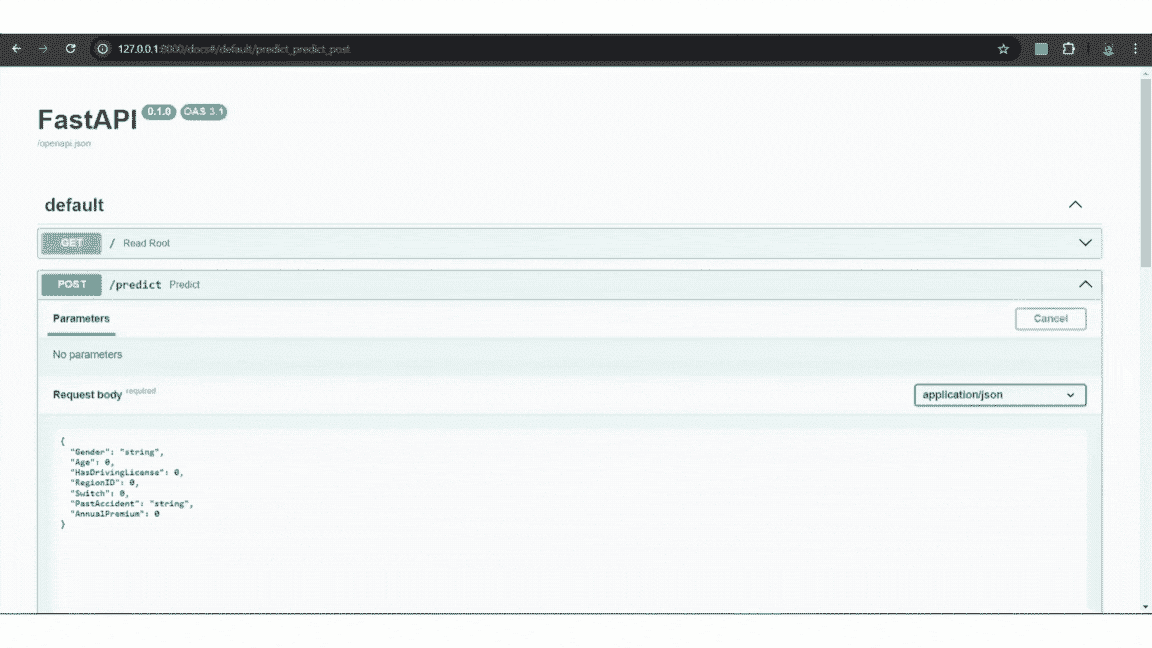 127.0.0.1:8000/docs#/default/predict_predict_post
FastAPI 0.1.0 OAS 3.1
/openapi.json
default
GET / Read Root
POST /predict Predict
Parameters
Cancel
No parameters
Request body required
application/json
{
"Gender": "string",
"Age": 0,
"HasDrivingLicense": 0,
"RegionID": 0,
"Switch": 0,
"PastAccident": "string",
"AnnualPremium": 0
}